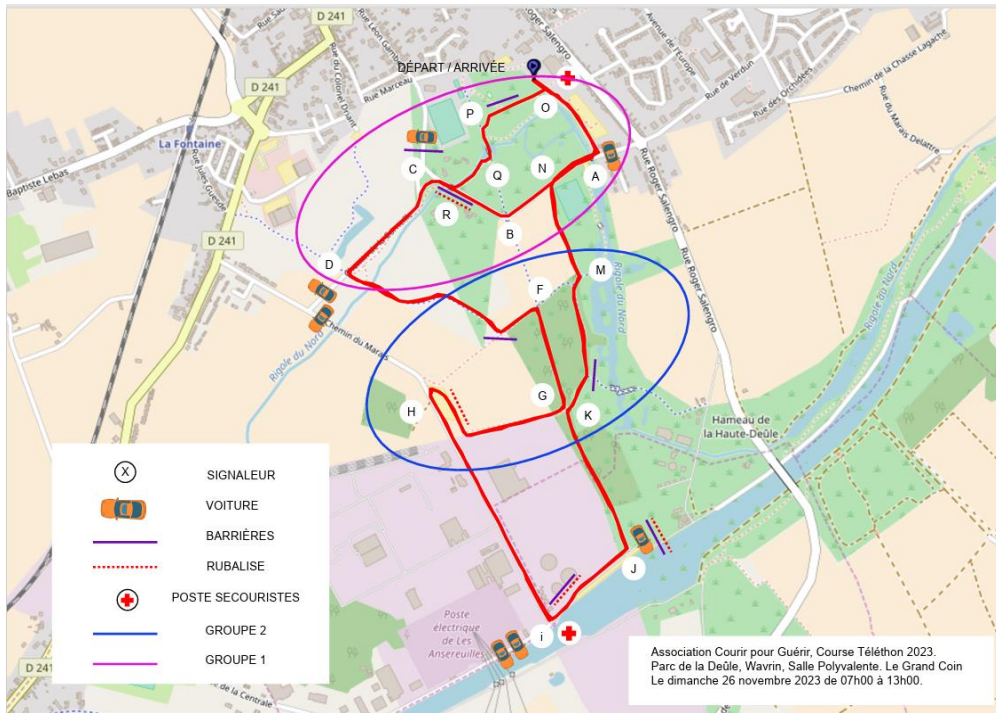 D 241
Rue Léon Gambetta
Rue du Colonel Driant
Rue Marceau
DÉPART / ARRIVÉE
Rue Roger Salengro
Avenue de l'Europe
Rue de Verdun
Rue des Orchidées
Chemin de la Chasse Lagache
Rue du Marais Delattre
D 241
La Fontaine
Baptiste Lebas
Rue Jules Guesde
P
O
C
Q
N
A
R
B
D
D 241
Rue Roger Salengro
F
M
Rigole du Nord
Rigole du Nord
Chemin du Marais
Rigole du Nord
H
G
K
Hameau de
la Haute-Deûle
J
i
Poste
électrique
de Les
Ansereuilles
de la Centrale
X
SIGNALEUR
VOITURE
BARRIÈRES
RUBALISE
POSTE SECOURISTES
GROUPE 2
GROUPE 1
Association Courir pour Guérir, Course Téléthon 2023.
Parc de la Deûle, Wavrin, Salle Polyvalente. Le Grand Coin
Le dimanche 26 novembre 2023 de 07h00 à 13h00.